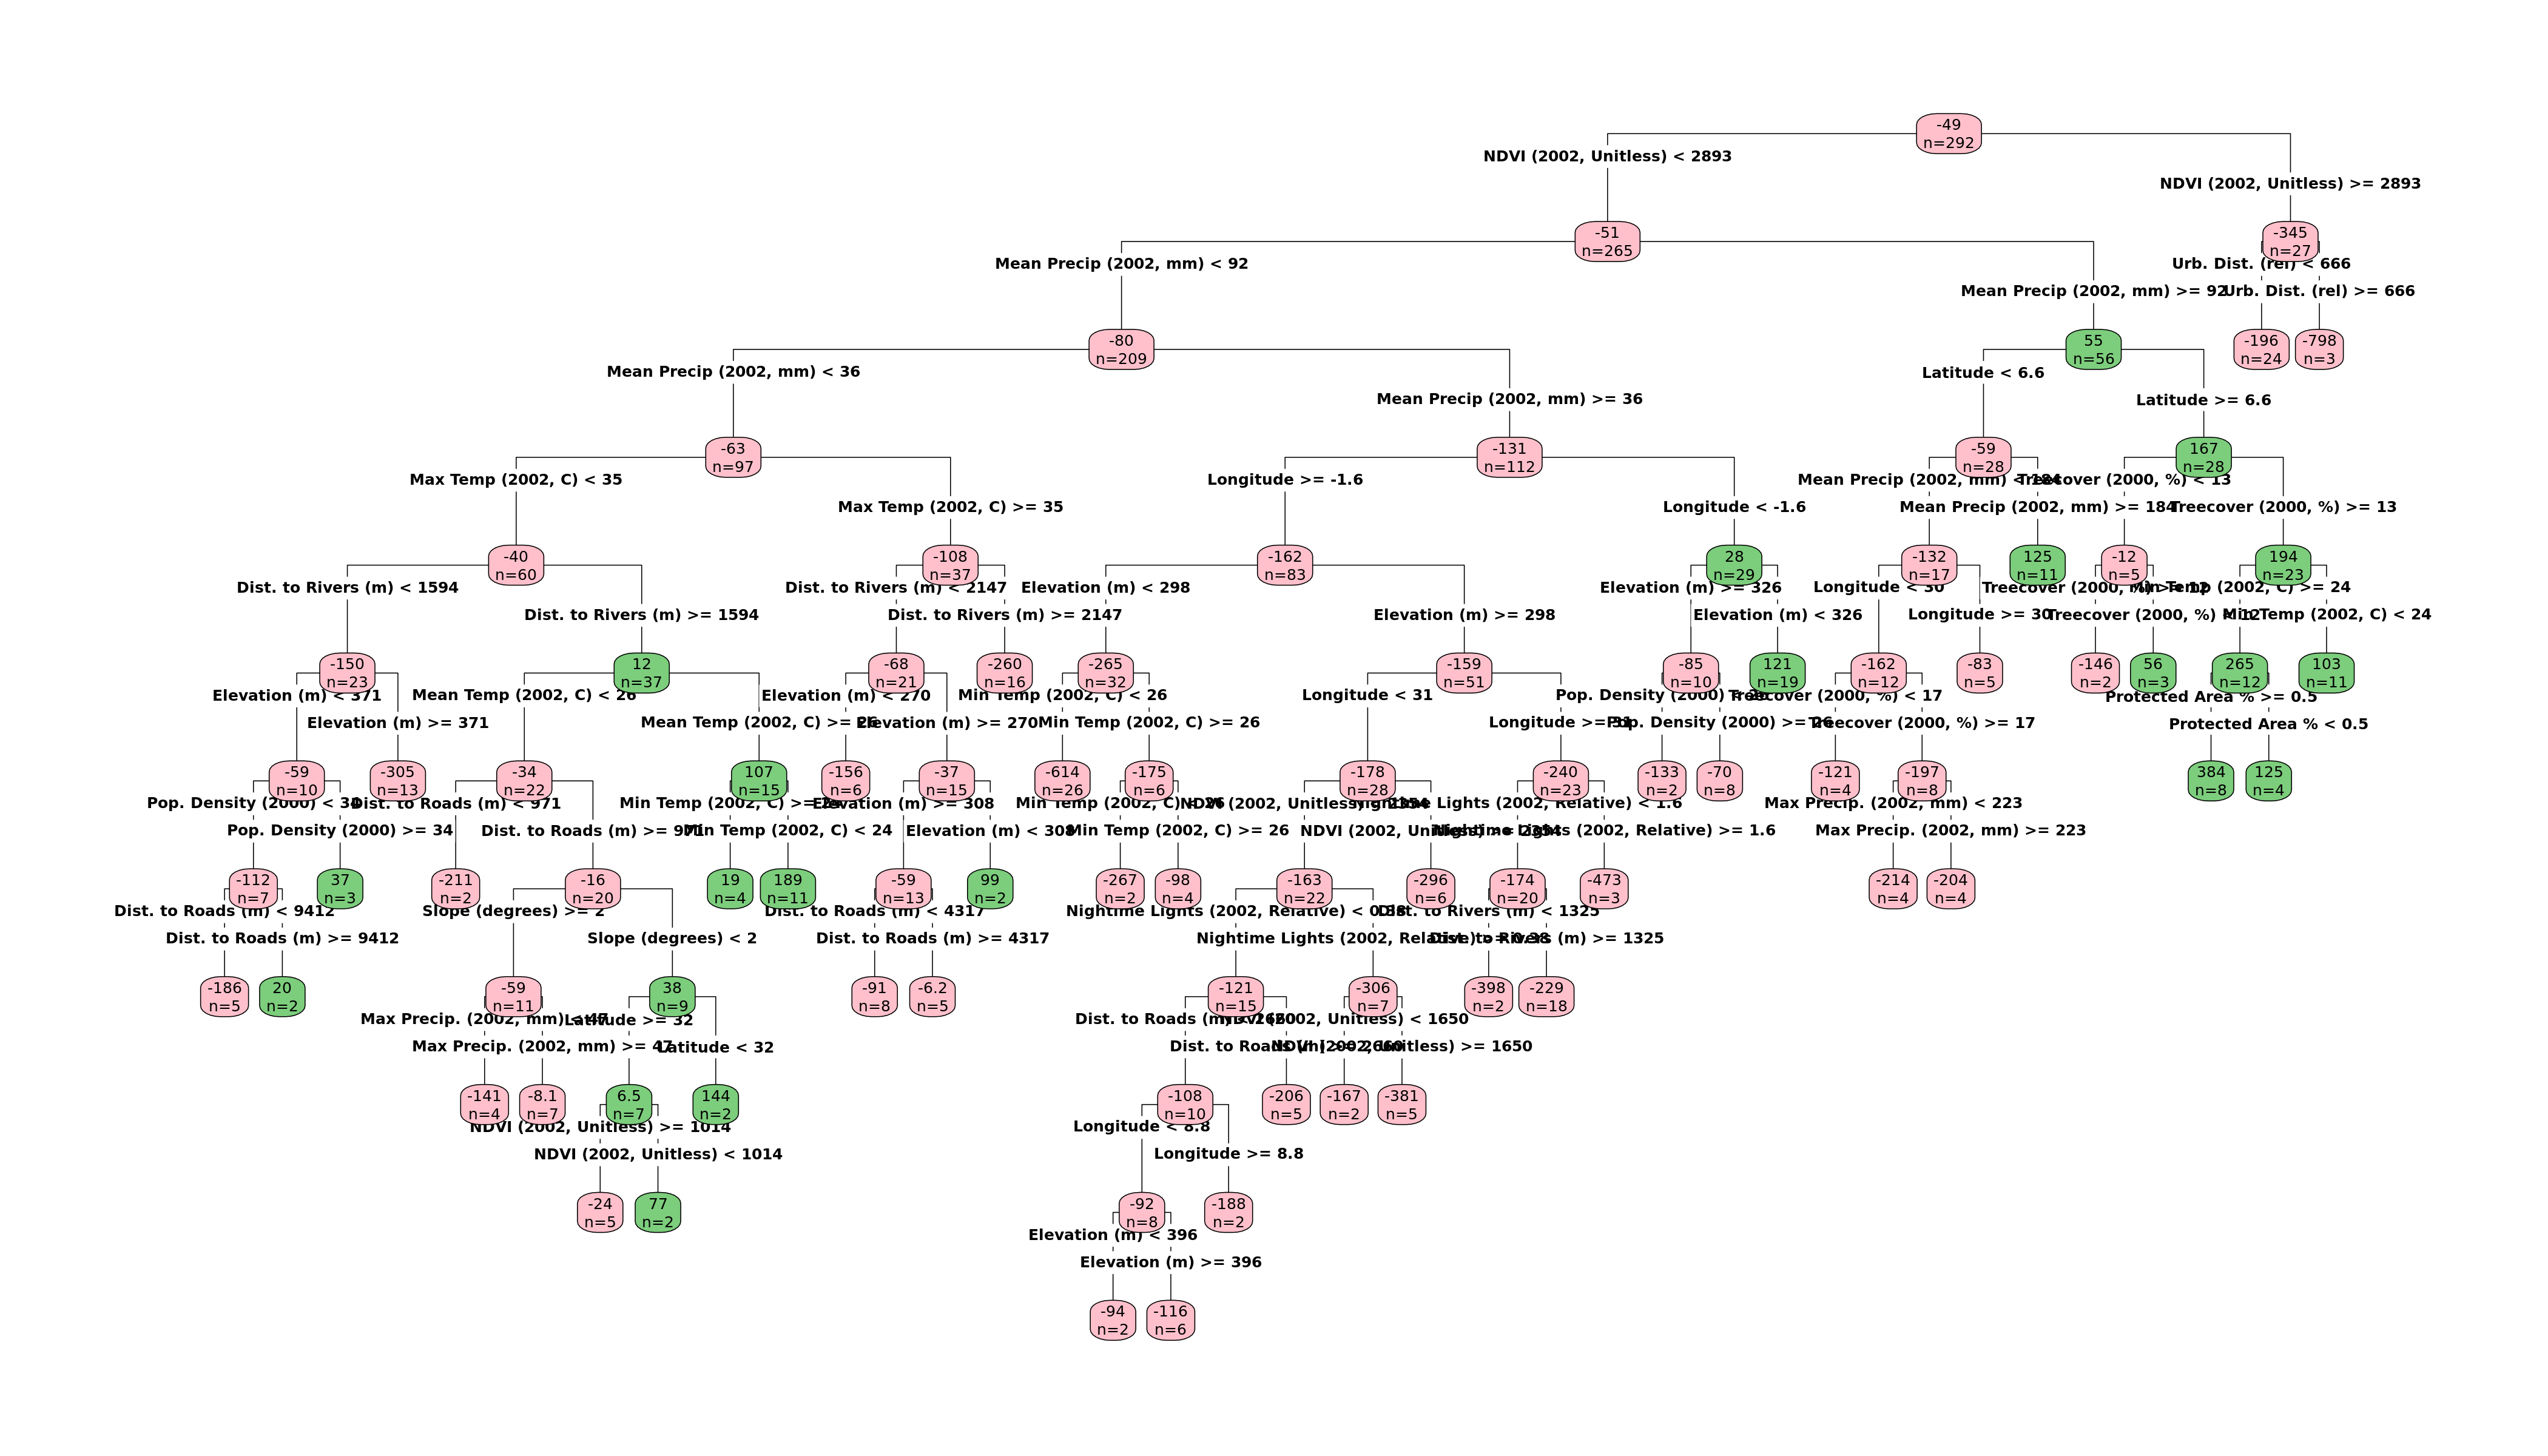 -49
n=292
NDVI (2002, Unitless) < 2893
NDVI (2002, Unitless) >= 2893
-51
n=265
-345
n=27
Mean Precip (2002, mm) < 92
Urb. Dist. (rel) < 666
Mean Precip (2002, mm) >= 92
Urb. Dist. (rel) >= 666
-80
n=209
55
n=56
-196
n=24
-798
n=3
Mean Precip (2002, mm) < 36
Latitude < 6.6
Mean Precip (2002, mm) >= 36
Latitude >= 6.6
-63
n=97
-131
n=112
-59
n=28
167
n=28
Max Temp (2002, C) < 35
Longitude >= -1.6
Mean Precip (2002, mm) < 184
Treecover (2000, %) < 13
Max Temp (2002, C) >= 35
Longitude < -1.6
Mean Precip (2002, mm) >= 184
Treecover (2000, %) >= 13
-40
n=60
-108
n=37
-162
n=83
28
n=29
-132
n=17
125
n=11
-12
n=5
194
n=23
Dist. to Rivers (m) < 1594
Dist. to Rivers (m) < 2147
Elevation (m) < 298
Elevation (m) >= 326
Longitude < 30
Treecover (2000, %) >= 12
Min Temp (2002, C) >= 24
Dist. to Rivers (m) >= 1594
Dist. to Rivers (m) >= 2147
Elevation (m) >= 298
Elevation (m) < 326
Longitude >= 30
Treecover (2000, %) < 12
Min Temp (2002, C) < 24
-150
n=23
12
n=37
-68
n=21
-260
n=16
-265
n=32
-159
n=51
-85
n=10
121
n=19
-162
n=12
-83
n=5
-146
n=2
56
n=3
265
n=12
103
n=11
Elevation (m) < 371
Mean Temp (2002, C) < 26
Elevation (m) < 270
Min Temp (2002, C) < 26
Longitude < 31
Pop. Density (2000) < 26
Treecover (2000, %) < 17
Protected Area % >= 0.5
Elevation (m) >= 371
Mean Temp (2002, C) >= 26
Elevation (m) >= 270
Min Temp (2002, C) >= 26
Longitude >= 31
Pop. Density (2000) >= 26
Treecover (2000, %) >= 17
Protected Area % < 0.5
-59
n=10
-305
n=13
-34
n=22
107
n=15
-156
n=6
-37
n=15
-614
n=26
-175
n=6
-178
n=28
-240
n=23
-133
n=2
-70
n=8
-121
n=4
-197
n=8
384
n=8
125
n=4
Pop. Density (2000) < 34
Dist. to Roads (m) < 971
Min Temp (2002, C) >= 24
Elevation (m) >= 308
Min Temp (2002, C) < 26
NDVI (2002, Unitless) < 2354
Nightime Lights (2002, Relative) < 1.6
Max Precip. (2002, mm) < 223
Pop. Density (2000) >= 34
Dist. to Roads (m) >= 971
Min Temp (2002, C) < 24
Elevation (m) < 308
Min Temp (2002, C) >= 26
NDVI (2002, Unitless) >= 2354
Nightime Lights (2002, Relative) >= 1.6
Max Precip. (2002, mm) >= 223
-112
n=7
37
n=3
-211
n=2
-16
n=20
19
n=4
189
n=11
-59
n=13
99
n=2
-267
n=2
-98
n=4
-163
n=22
-296
n=6
-174
n=20
-473
n=3
-214
n=4
-204
n=4
Dist. to Roads (m) < 9412
Slope (degrees) >= 2
Dist. to Roads (m) < 4317
Nightime Lights (2002, Relative) < 0.38
Dist. to Rivers (m) < 1325
Dist. to Roads (m) >= 9412
Slope (degrees) < 2
Dist. to Roads (m) >= 4317
Nightime Lights (2002, Relative) >= 0.38
Dist. to Rivers (m) >= 1325
-186
n=5
20
n=2
-59
n=11
38
n=9
-91
n=8
-6.2
n=5
-121
n=15
-306
n=7
-398
n=2
-229
n=18
Max Precip. (2002, mm) < 47
Latitude >= 32
Dist. to Roads (m) < 2660
NDVI (2002, Unitless) < 1650
Max Precip. (2002, mm) >= 47
Latitude < 32
Dist. to Roads (m) >= 2660
NDVI (2002, Unitless) >= 1650
-141
n=4
-8.1
n=7
6.5
n=7
144
n=2
-108
n=10
-206
n=5
-167
n=2
-381
n=5
NDVI (2002, Unitless) >= 1014
Longitude < 8.8
NDVI (2002, Unitless) < 1014
Longitude >= 8.8
-24
n=5
77
n=2
-92
n=8
-188
n=2
Elevation (m) < 396
Elevation (m) >= 396
-94
n=2
-116
n=6